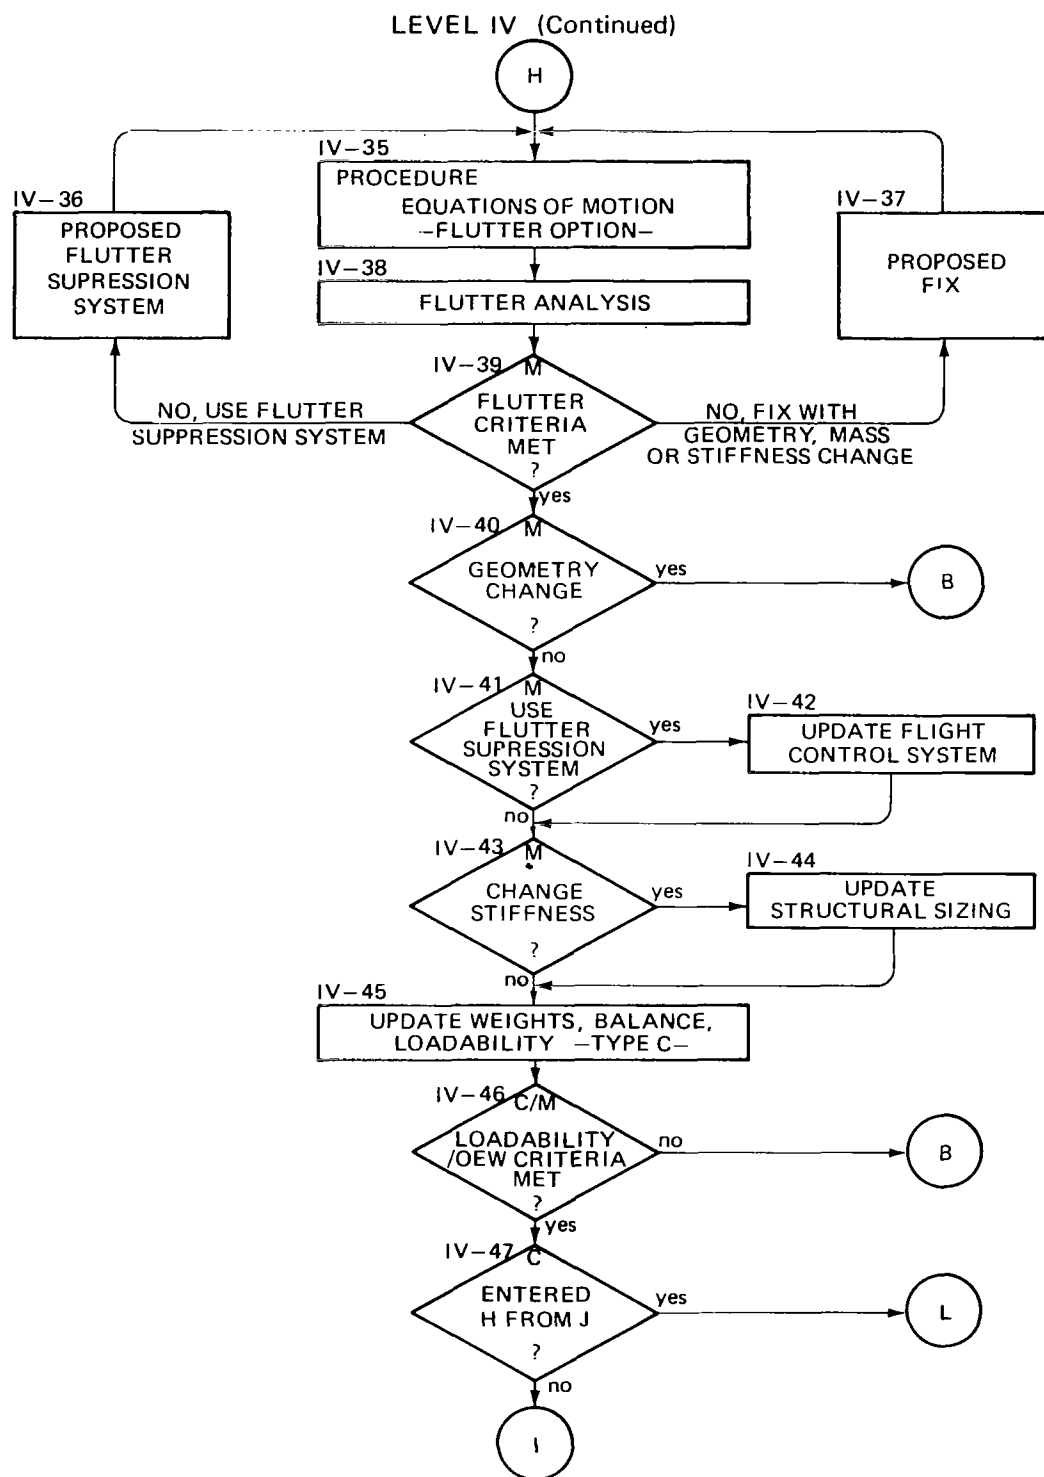 LEVEL IV (Continued)
H
IV-35
PROCEDURE
EQUATIONS OF MOTION
-FLUTTER OPTION-
IV-36
PROPOSED
FLUTTER
SUPRESSION
SYSTEM
IV-37
PROPOSED
FIX
IV-38
FLUTTER ANALYSIS
IV-39
M
FLUTTER
CRITERIA
MET
?
NO, USE FLUTTER
SUPPRESSION SYSTEM
NO, FIX WITH
GEOMETRY, MASS
OR STIFFNESS CHANGE
yes
IV-40
M
GEOMETRY
CHANGE
?
yes
B
no
IV-41
M
USE
FLUTTER
SUPRESSION
SYSTEM
?
yes
IV-42
UPDATE FLIGHT
CONTROL SYSTEM
no
IV-43
M
CHANGE
STIFFNESS
?
yes
IV-44
UPDATE
STRUCTURAL SIZING
no
IV-45
UPDATE WEIGHTS, BALANCE,
LOADABILITY -TYPE C-
IV-46
C/M
LOADABILITY
/OEW CRITERIA
MET
?
no
B
yes
IV-47
C
ENTERED
H FROM J
?
yes
L
no
I